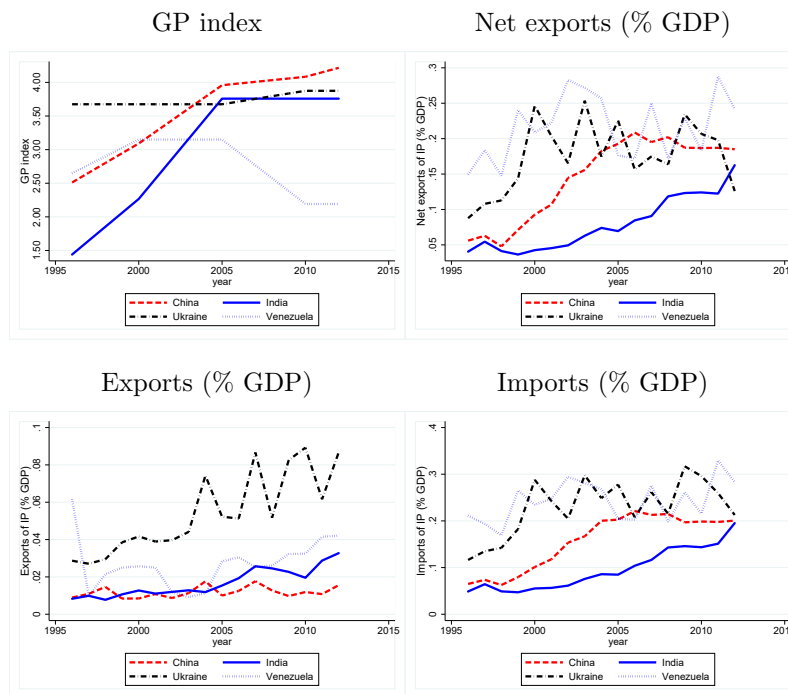 GP index
Net exports (% GDP)
GP index
1.50
2.00
2.50
3.00
3.50
4.00
1995
2000
2005
2010
2015
year
China
India
Ukraine
Venezuela
Net exports of IP (% GDP)
.05
.1
.15
.2
.25
.3
1995
2000
2005
2010
2015
year
China
India
Ukraine
Venezuela
Exports (% GDP)
Imports (% GDP)
Exports of IP (% GDP)
0
.02
.04
.06
.08
.1
1995
2000
2005
2010
2015
year
China
India
Ukraine
Venezuela
Imports of IP (% GDP)
0
.1
.2
.3
.4
1995
2000
2005
2010
2015
year
China
India
Ukraine
Venezuela